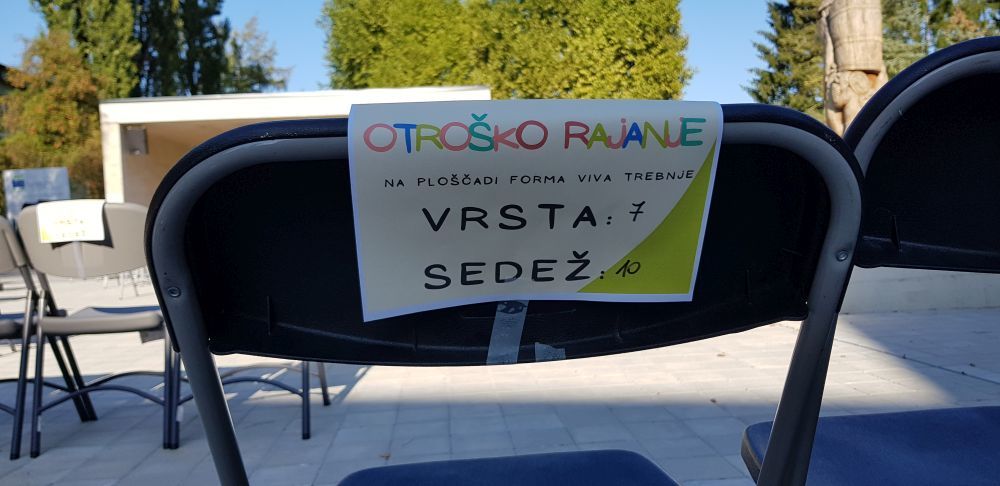 OTROŠKO RAJANJE
NA PLOŠČADI FORMA VIVA TREBNJE
VRSTA: 7
SEDEŽ: 10